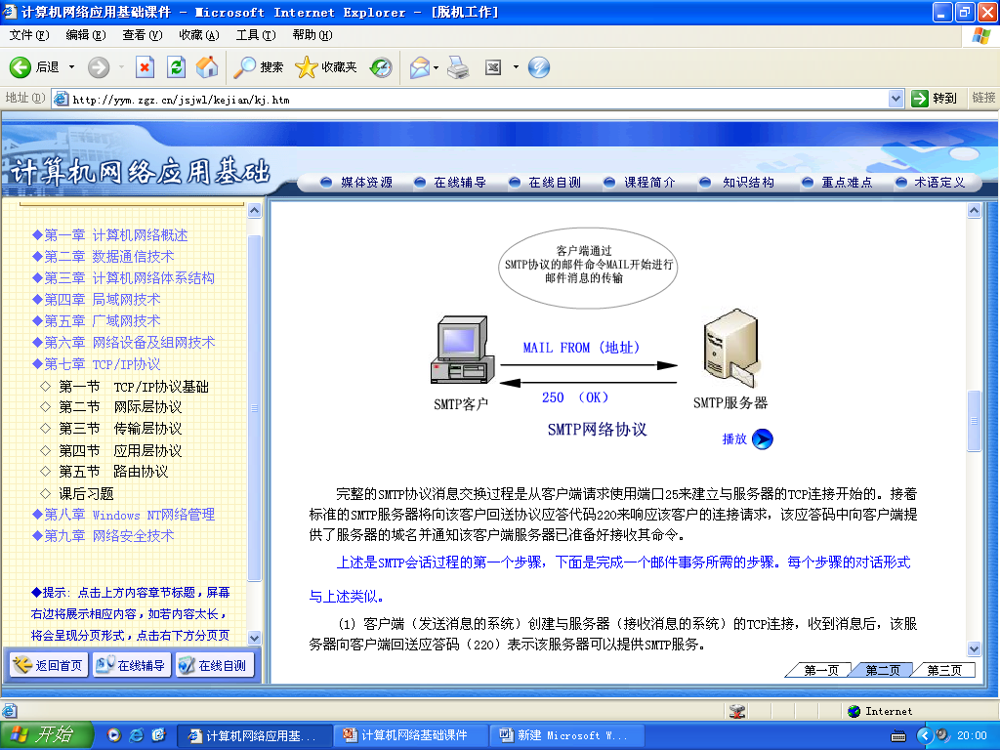 计算机网络应用基础课件 - Microsoft Internet Explorer - [脱机工作]
文件(F) 编辑(E) 查看(V) 收藏(A) 工具(T) 帮助(H)
后退 搜索 收藏夹
地址(D) http://yym.zgz.cn/jsjwl/kejian/kj.htm 转到 链接
计算机网络应用基础
媒体资源 在线辅导 在线自测 课程简介 知识结构 重点难点 术语定义
◆第一章 计算机网络概述
◆第二章 数据通信技术
◆第三章 计算机网络体系结构
◆第四章 局域网技术
◆第五章 广域网技术
◆第六章 网络设备及组网技术
◆第七章 TCP/IP协议
◇ 第一节 TCP/IP协议基础
◇ 第二节 网际层协议
◇ 第三节 传输层协议
◇ 第四节 应用层协议
◇ 第五节 路由协议
◇ 课后习题
◆第八章 Windows NT网络管理
◆第九章 网络安全技术
◆提示：点击上方内容章节标题，屏幕
右边将展示相应内容，如若内容太长，
将会呈现分页形式，点击右下方分页页
返回首页 在线辅导 在线自测
客户端通过
SMTP协议的邮件命令MAIL开始进行
邮件消息的传输
MAIL FROM (地址)
250 （OK）
SMTP客户
SMTP服务器
SMTP网络协议
播放
完整的SMTP协议消息交换过程是从客户端请求使用端口25来建立与服务器的TCP连接开始的。接着
标准的SMTP服务器将向该客户回送协议应答代码220来响应该客户的连接请求，该应答码中向客户端提
供了服务器的域名并通知该客户端服务器已准备好接收其命令。
上述是SMTP会话过程的第一个步骤，下面是完成一个邮件事务所需的步骤。每个步骤的对话形式
与上述类似。
(1) 客户端（发送消息的系统）创建与服务器（接收消息的系统）的TCP连接，收到消息后，该服
务器向客户端回送应答码（220）表示该服务器可以提供SMTP服务。
第一页 第二页 第三页
Internet
开始 计算机网络应用基... 计算机网络基础课件 新建 Microsoft W... 20:00